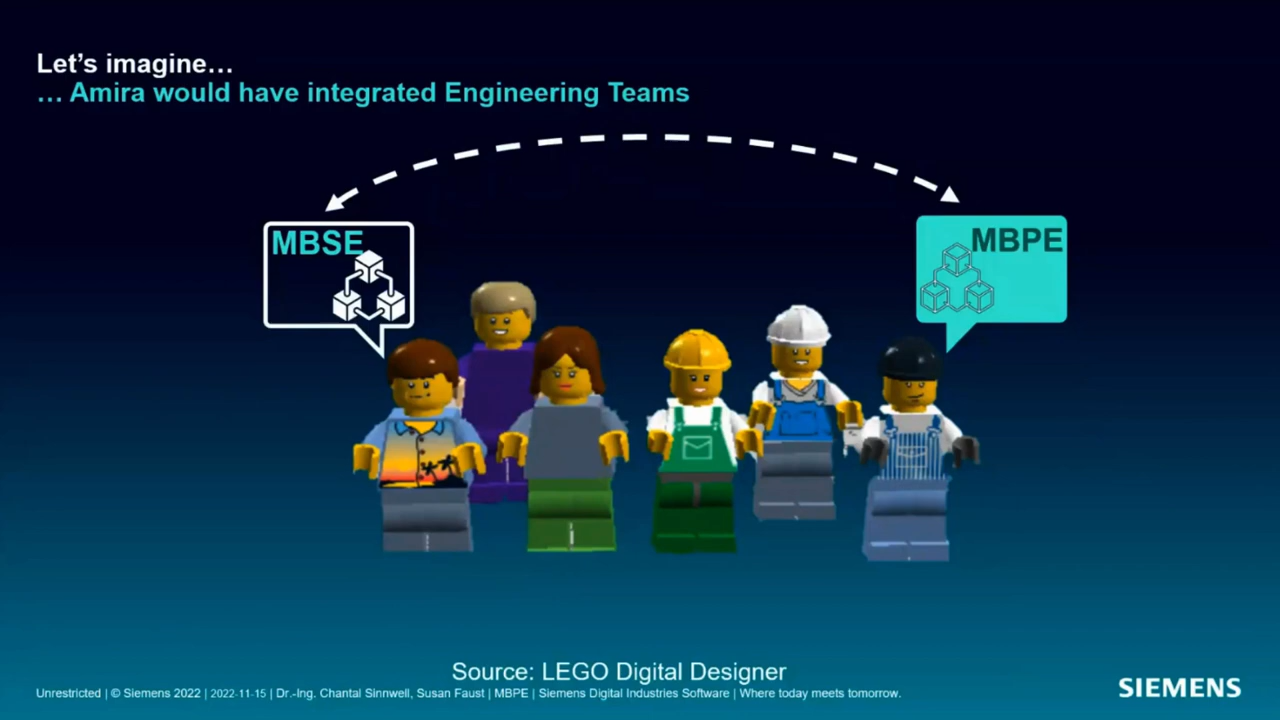 Let's imagine…
… Amira would have integrated Engineering Teams
MBSE
MBPE
Source: LEGO Digital Designer
Unrestricted | © Siemens 2022 | 2022-11-15 | Dr.-Ing. Chantal Sinnwell, Susan Faust | MBPE | Siemens Digital Industries Software | Where today meets tomorrow.
SIEMENS